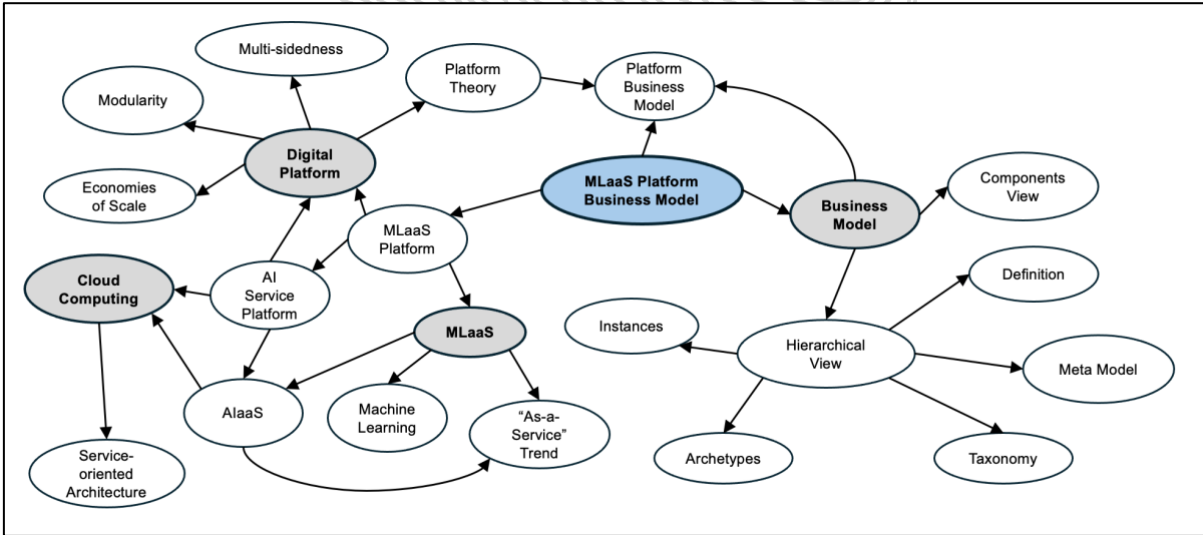 Multi-sidedness
Platform
Theory
Platform
Business
Model
Modularity
Digital
Platform
Economies
of Scale
MLaaS Platform
Business Model
Components
View
Business
Model
MLaaS
Platform
Cloud
Computing
AI
Service
Platform
Definition
Instances
MLaaS
Hierarchical
View
Meta Model
AIaaS
Machine
Learning
“As-a-
Service”
Trend
Archetypes
Taxonomy
Service-
oriented
Architecture